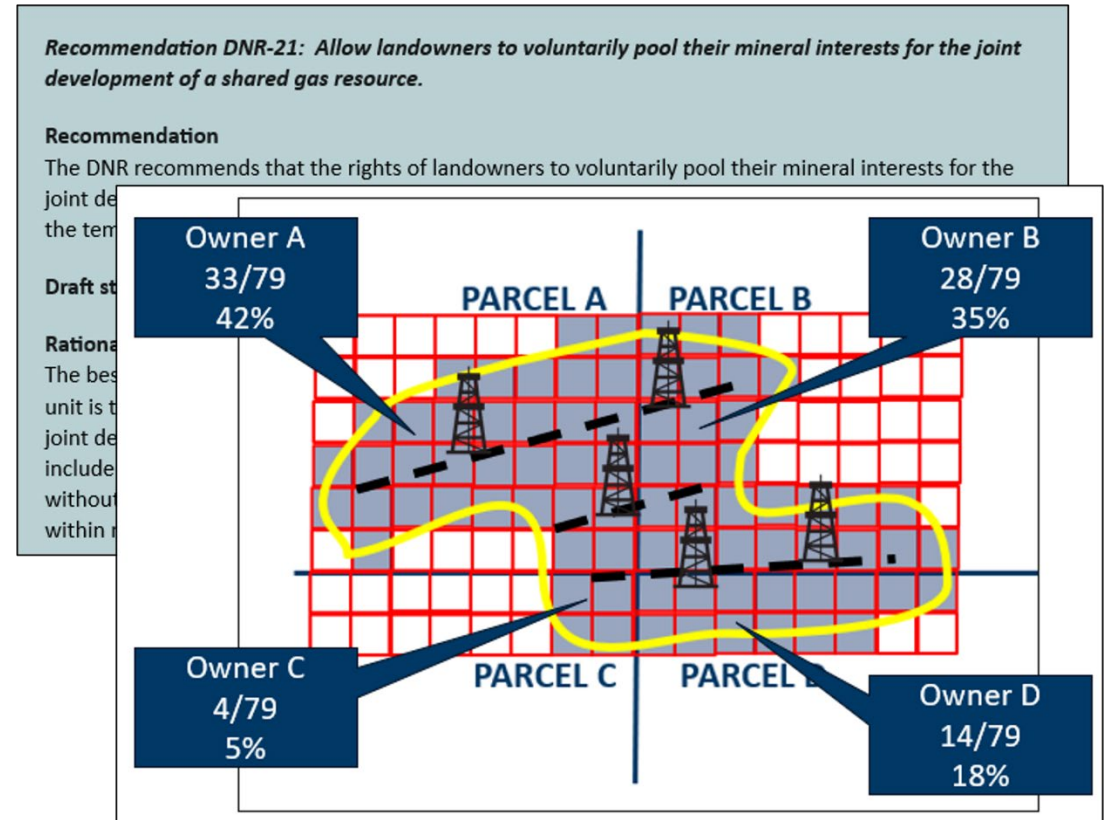 Recommendation DNR-21: Allow landowners to voluntarily pool their mineral interests for the joint
development of a shared gas resource.
Recommendation
The DNR recommends that the rights of landowners to voluntarily pool their mineral interests for the
joint de
the tem
Draft st
Rationa
The bes
unit is t
joint de
include
without
within
Owner A
33/79
42%
Owner B
28/79
35%
PARCEL A
PARCEL B
Owner C
4/79
5%
PARCEL C
PARCEL D
Owner D
14/79
18%